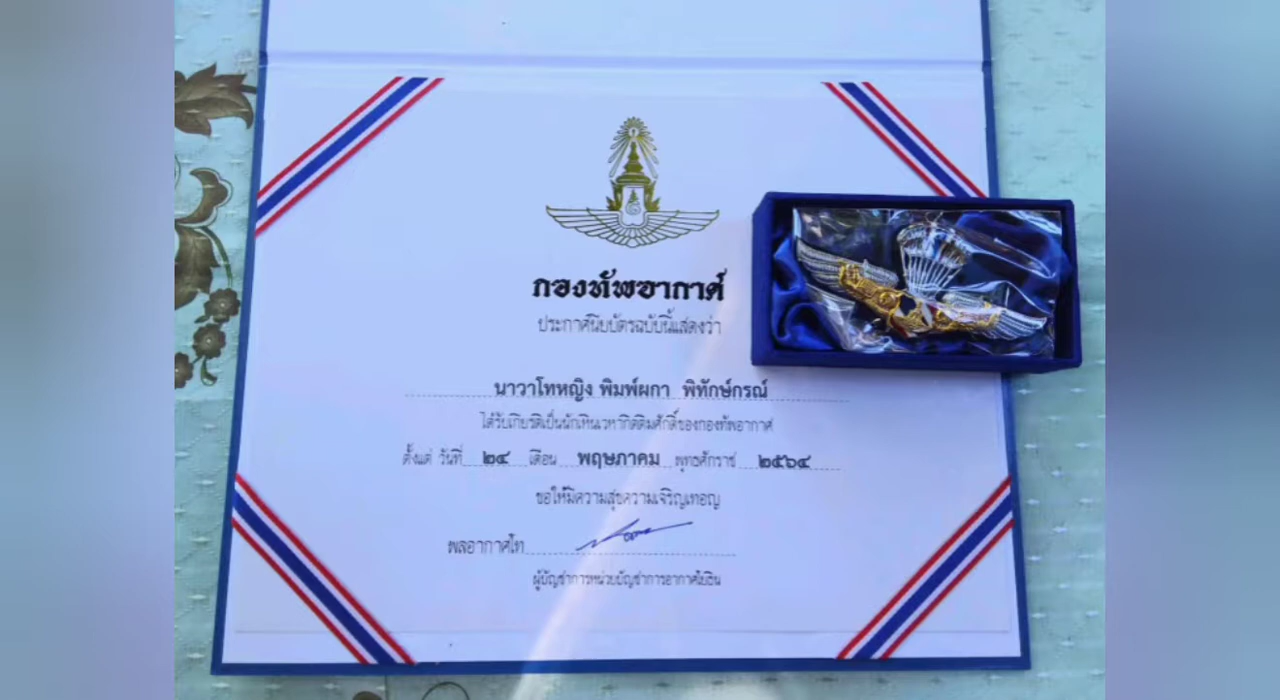 กองทัพอากาศ
ประกาศนียบัตรฉบับนี้แสดงว่า
นาวาโทหญิง พิมพ์ผกา พิทักษ์กรณ์
ได้รับเกียรติเป็นนักเดินเวหากิตติมศักดิ์ของกองทัพอากาศ
ตั้งแต่ วันที่ ๒๔ เดือน พฤษภาคม พุทธศักราช ๒๕๖๔
ขอให้มีความสุขความเจริญเทอญ
พลอากาศโท
ผู้บัญชาการหน่วยบัญชาการอากาศโยธิน